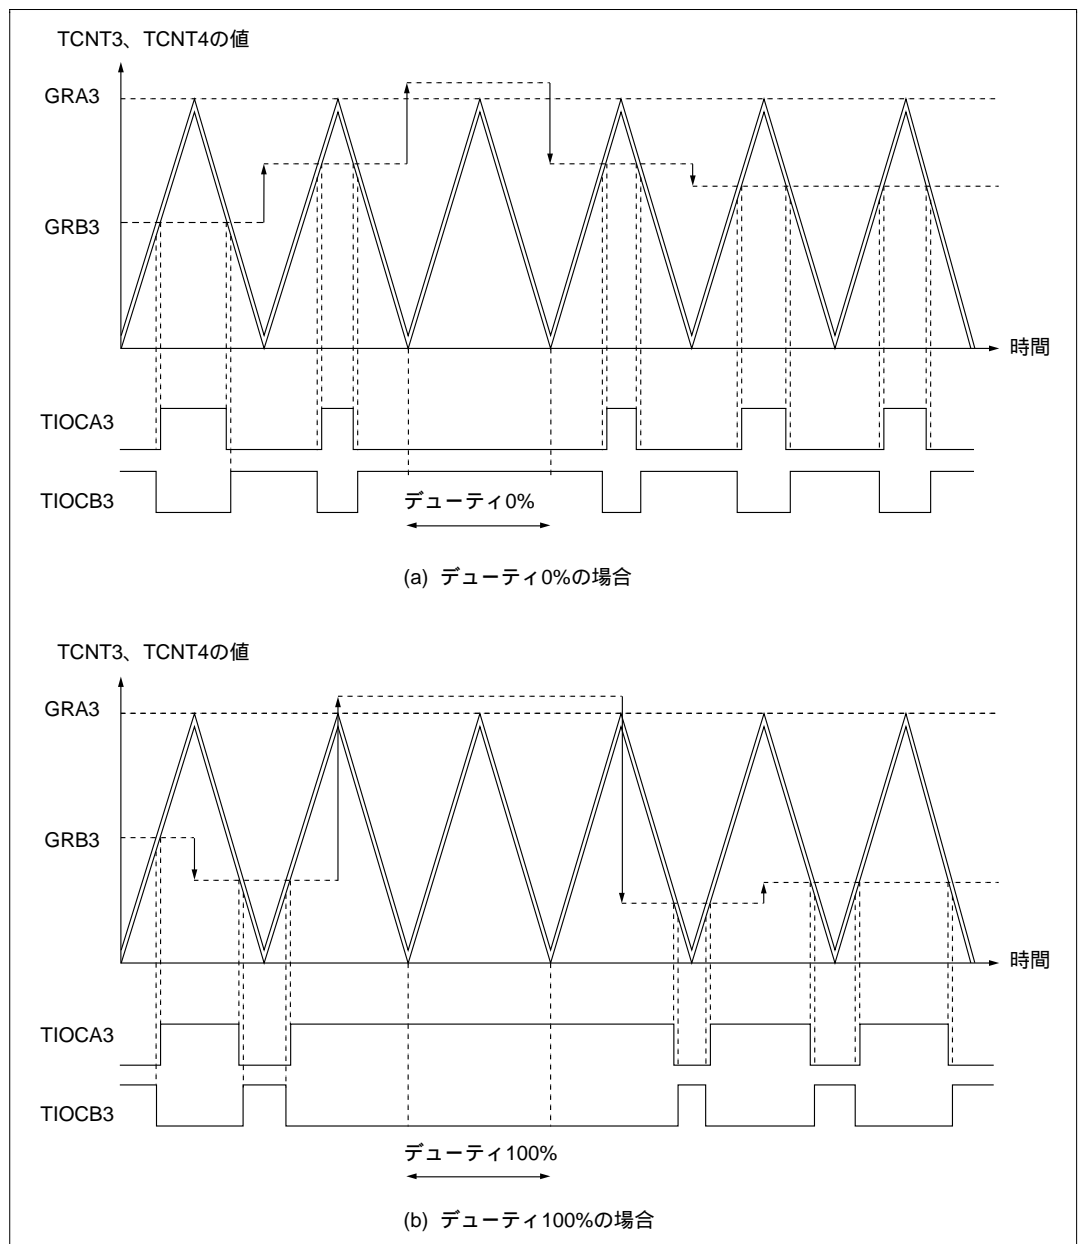 TCNT3、TCNT4の値
GRA3
GRB3
時間
TIOCA3
TIOCB3
デューティ0%
(a) デューティ0%の場合
TCNT3、TCNT4の値
GRA3
GRB3
時間
TIOCA3
TIOCB3
デューティ100%
(b) デューティ100%の場合